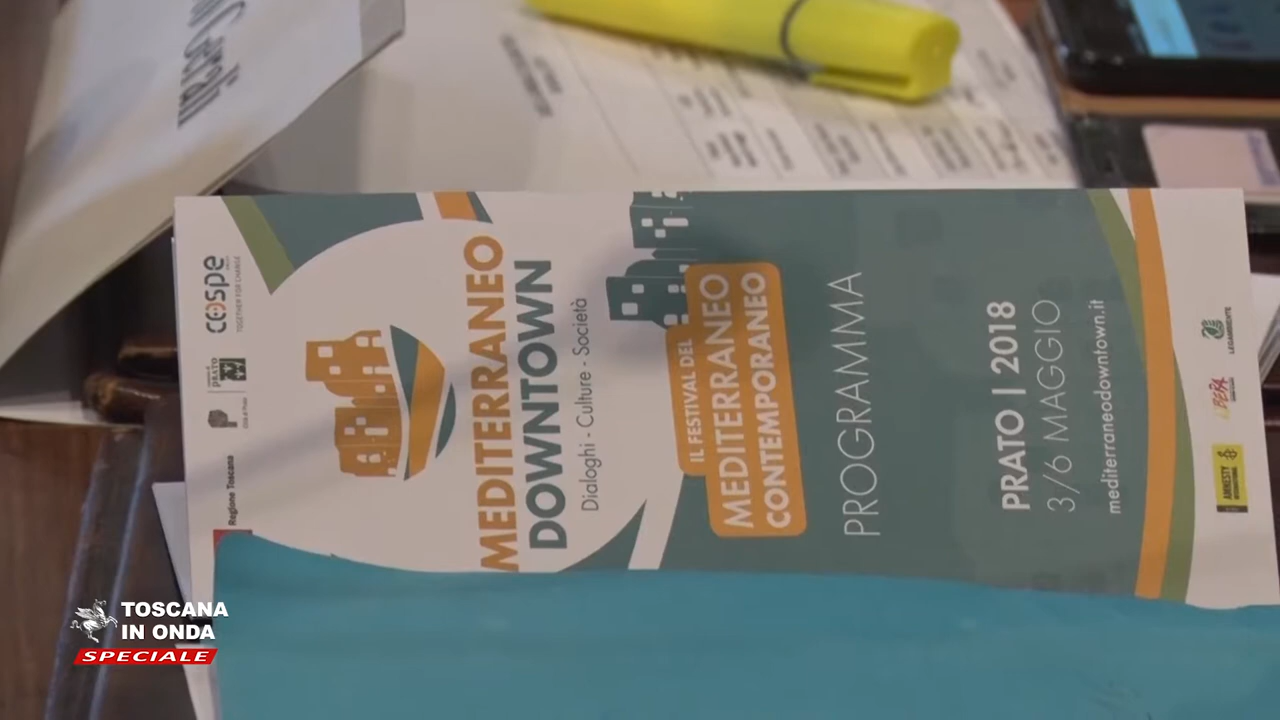 cospe
TOGETHER FOR CHANGE
PRATO
Regione Toscana
MEDITERRANEO
DOWNTOWN
Dialoghi - Culture - Società
IL FESTIVAL DEL
MEDITERRANEO
CONTEMPORANEO
PROGRAMMA
PRATO | 2018
3/6 MAGGIO
mediterraneodowntown.it
LEGAMBIENTE
AMNESTY
INTERNATIONAL
TOSCANA
IN ONDA
SPECIALE